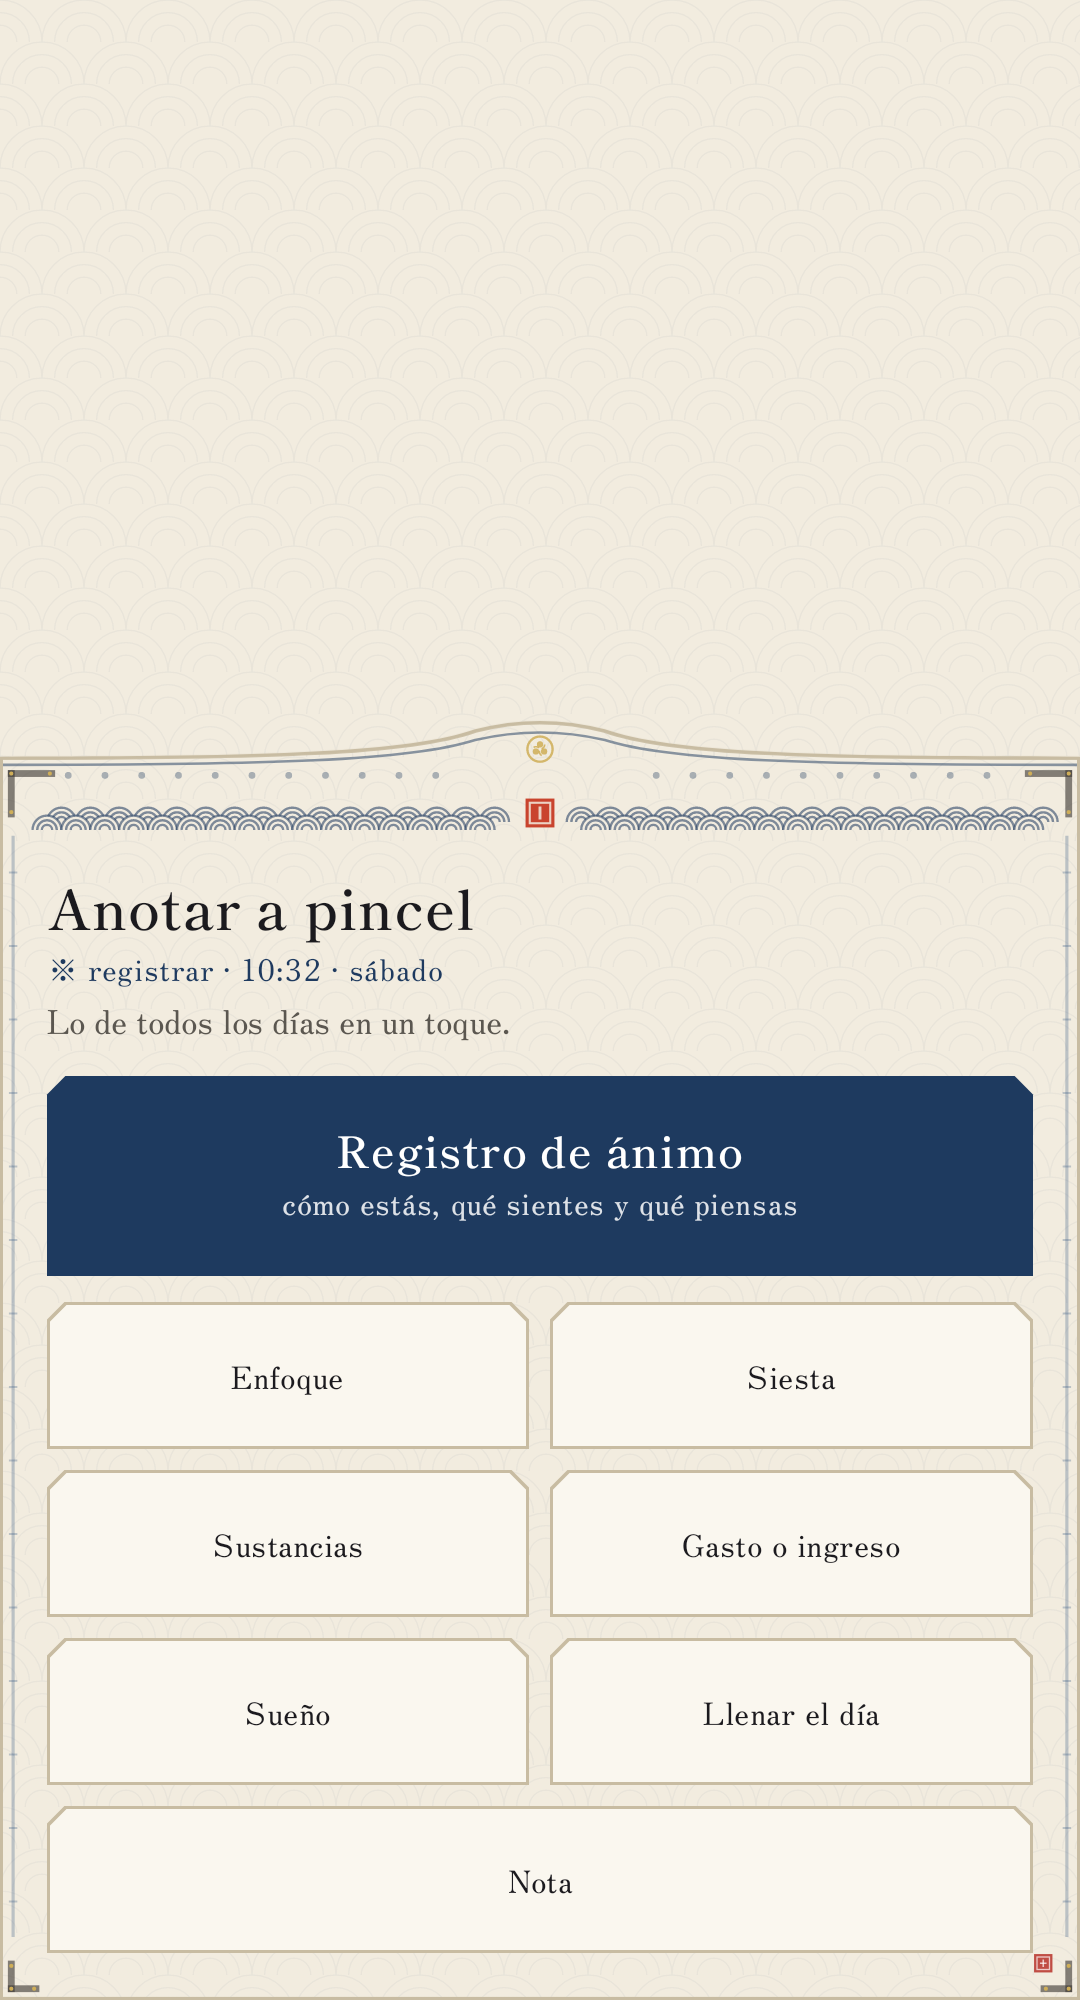 Anotar a pincel
※ registrar · 10:32 · sábado
Lo de todos los días en un toque.
Registro de ánimo
cómo estás, qué sientes y qué piensas
Enfoque
Siesta
Sustancias
Gasto o ingreso
Sueño
Llenar el día
Nota